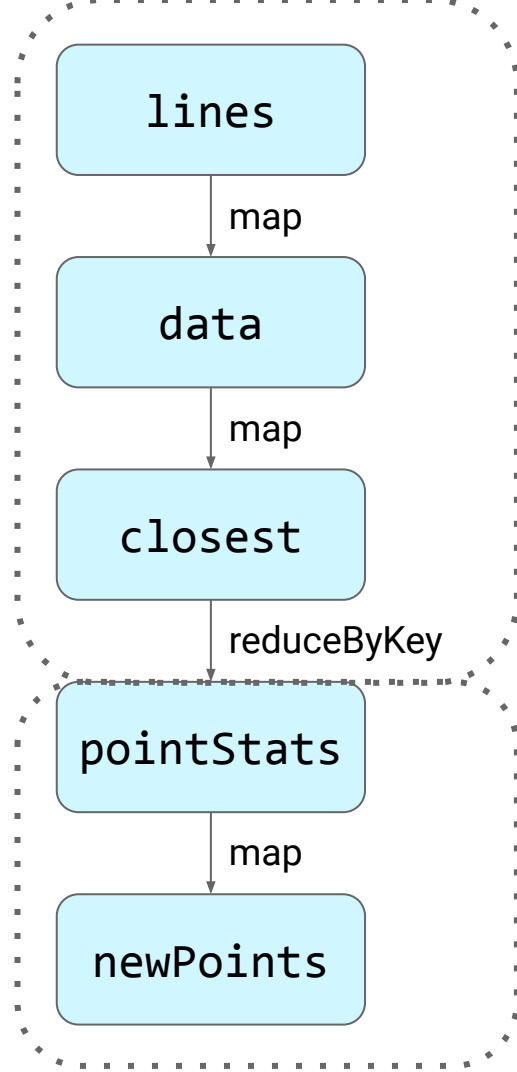 lines
map
data
map
closest
reduceByKey
pointStats
map
newPoints